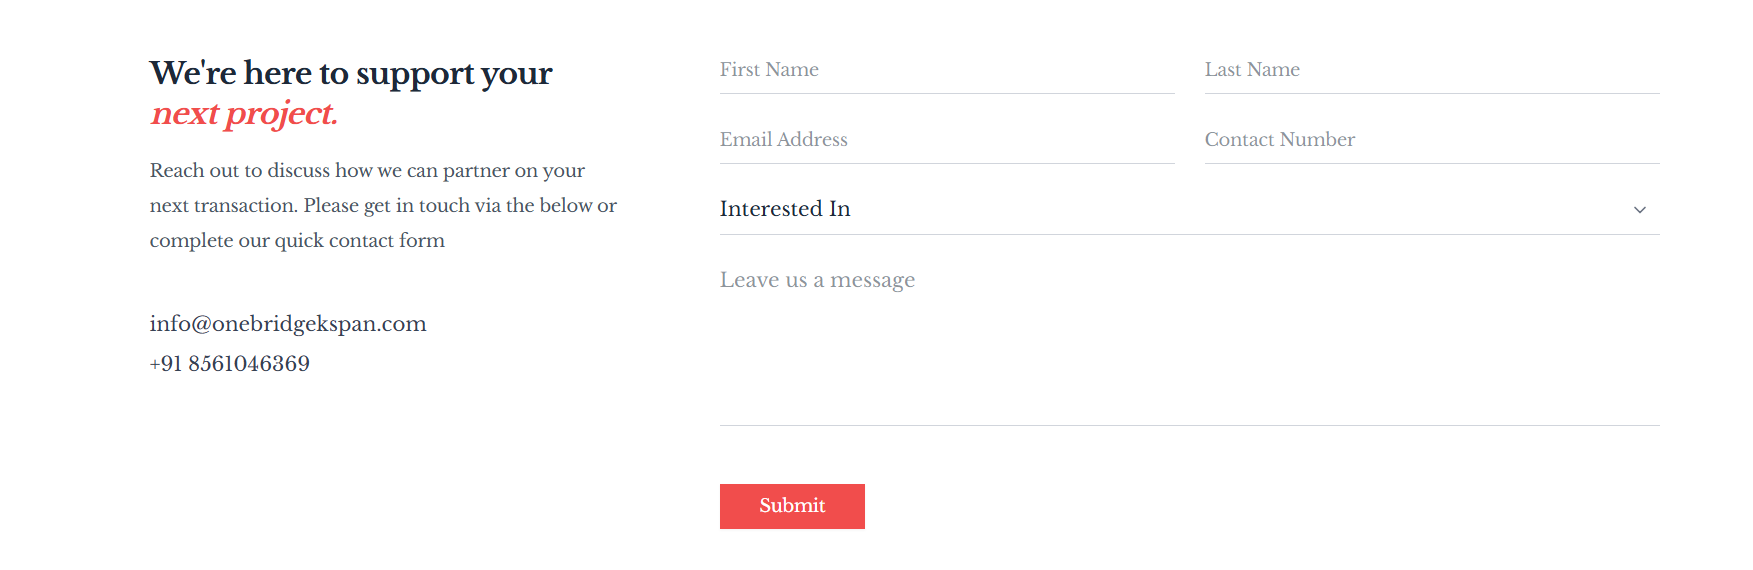 We're here to support your
next project.
Reach out to discuss how we can partner on your
next transaction. Please get in touch via the below or
complete our quick contact form
info@onebridgekspan.com
+91 8561046369
First Name
Last Name
Email Address
Contact Number
Interested In
Leave us a message
Submit